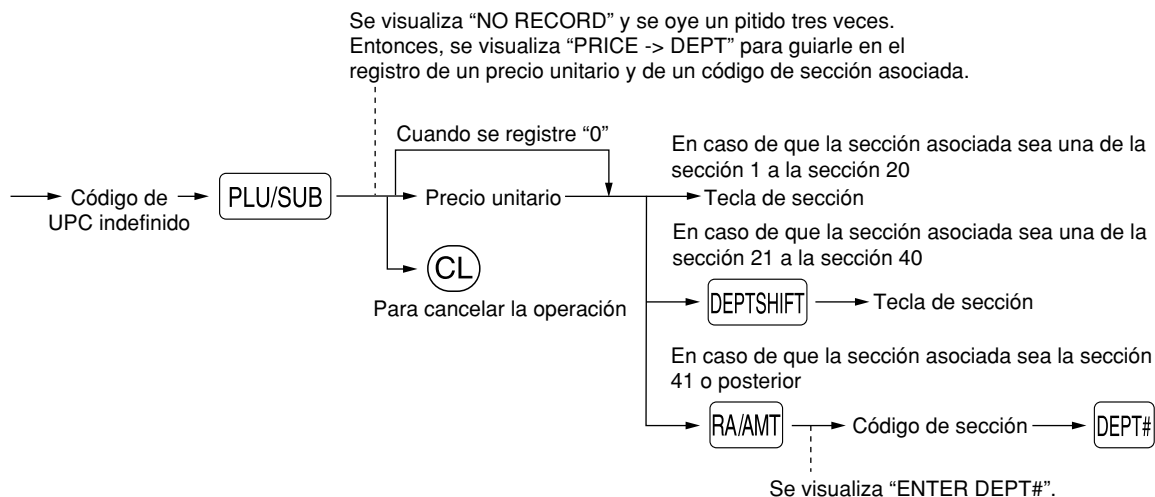 Se visualiza “NO RECORD” y se oye un pitido tres veces.
Entonces, se visualiza “PRICE -> DEPT” para guiarle en el
registro de un precio unitario y de un código de sección asociada.
Cuando se registre “0”
En caso de que la sección asociada sea una de la
sección 1 a la sección 20
Código de
UPC indefinido
PLU/SUB
Precio unitario
Tecla de sección
En caso de que la sección asociada sea una de la
sección 21 a la sección 40
CL
Para cancelar la operación
DEPTSHIFT
Tecla de sección
En caso de que la sección asociada sea la sección
41 o posterior
RA/AMT
Código de sección
DEPT#
Se visualiza “ENTER DEPT#”.